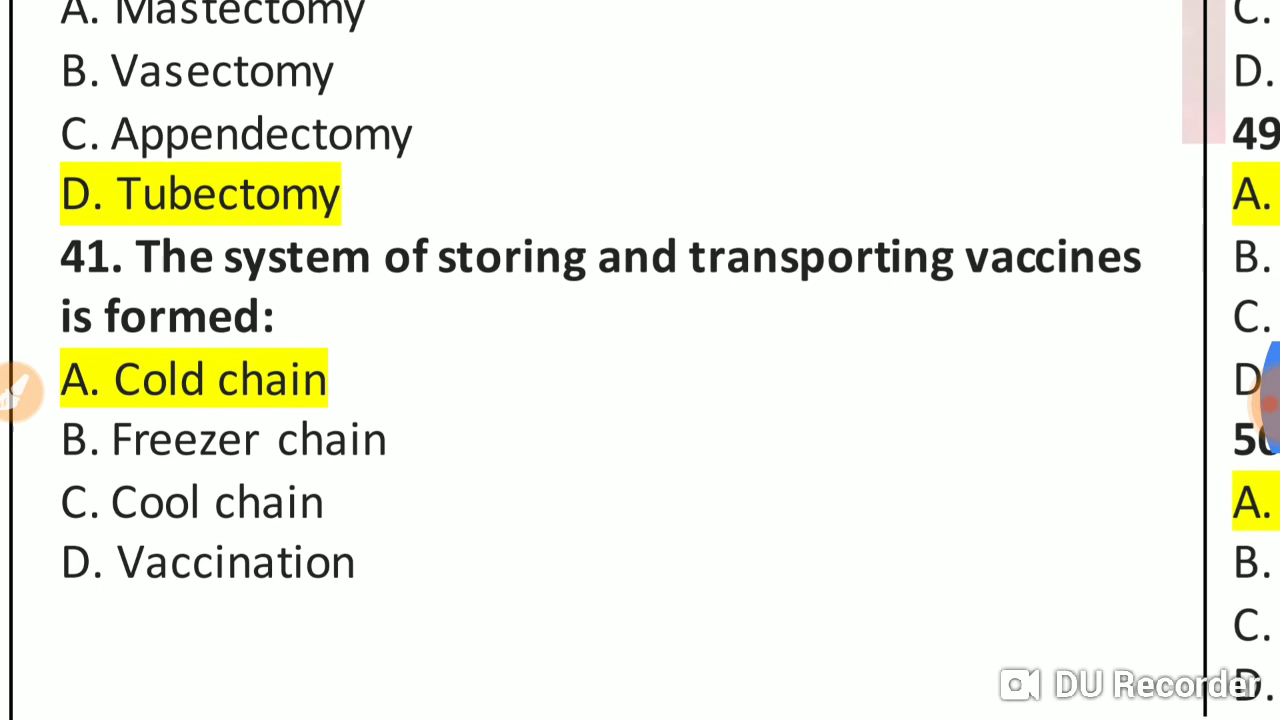 A. Mastectomy
B. Vasectomy
C. Appendectomy
D. Tubectomy
41. The system of storing and transporting vaccines
is formed:
A. Cold chain
B. Freezer chain
C. Cool chain
D. Vaccination
C.
D.
49
A.
B.
C.
D
50
A.
B.
C.
D.
DU Recorder